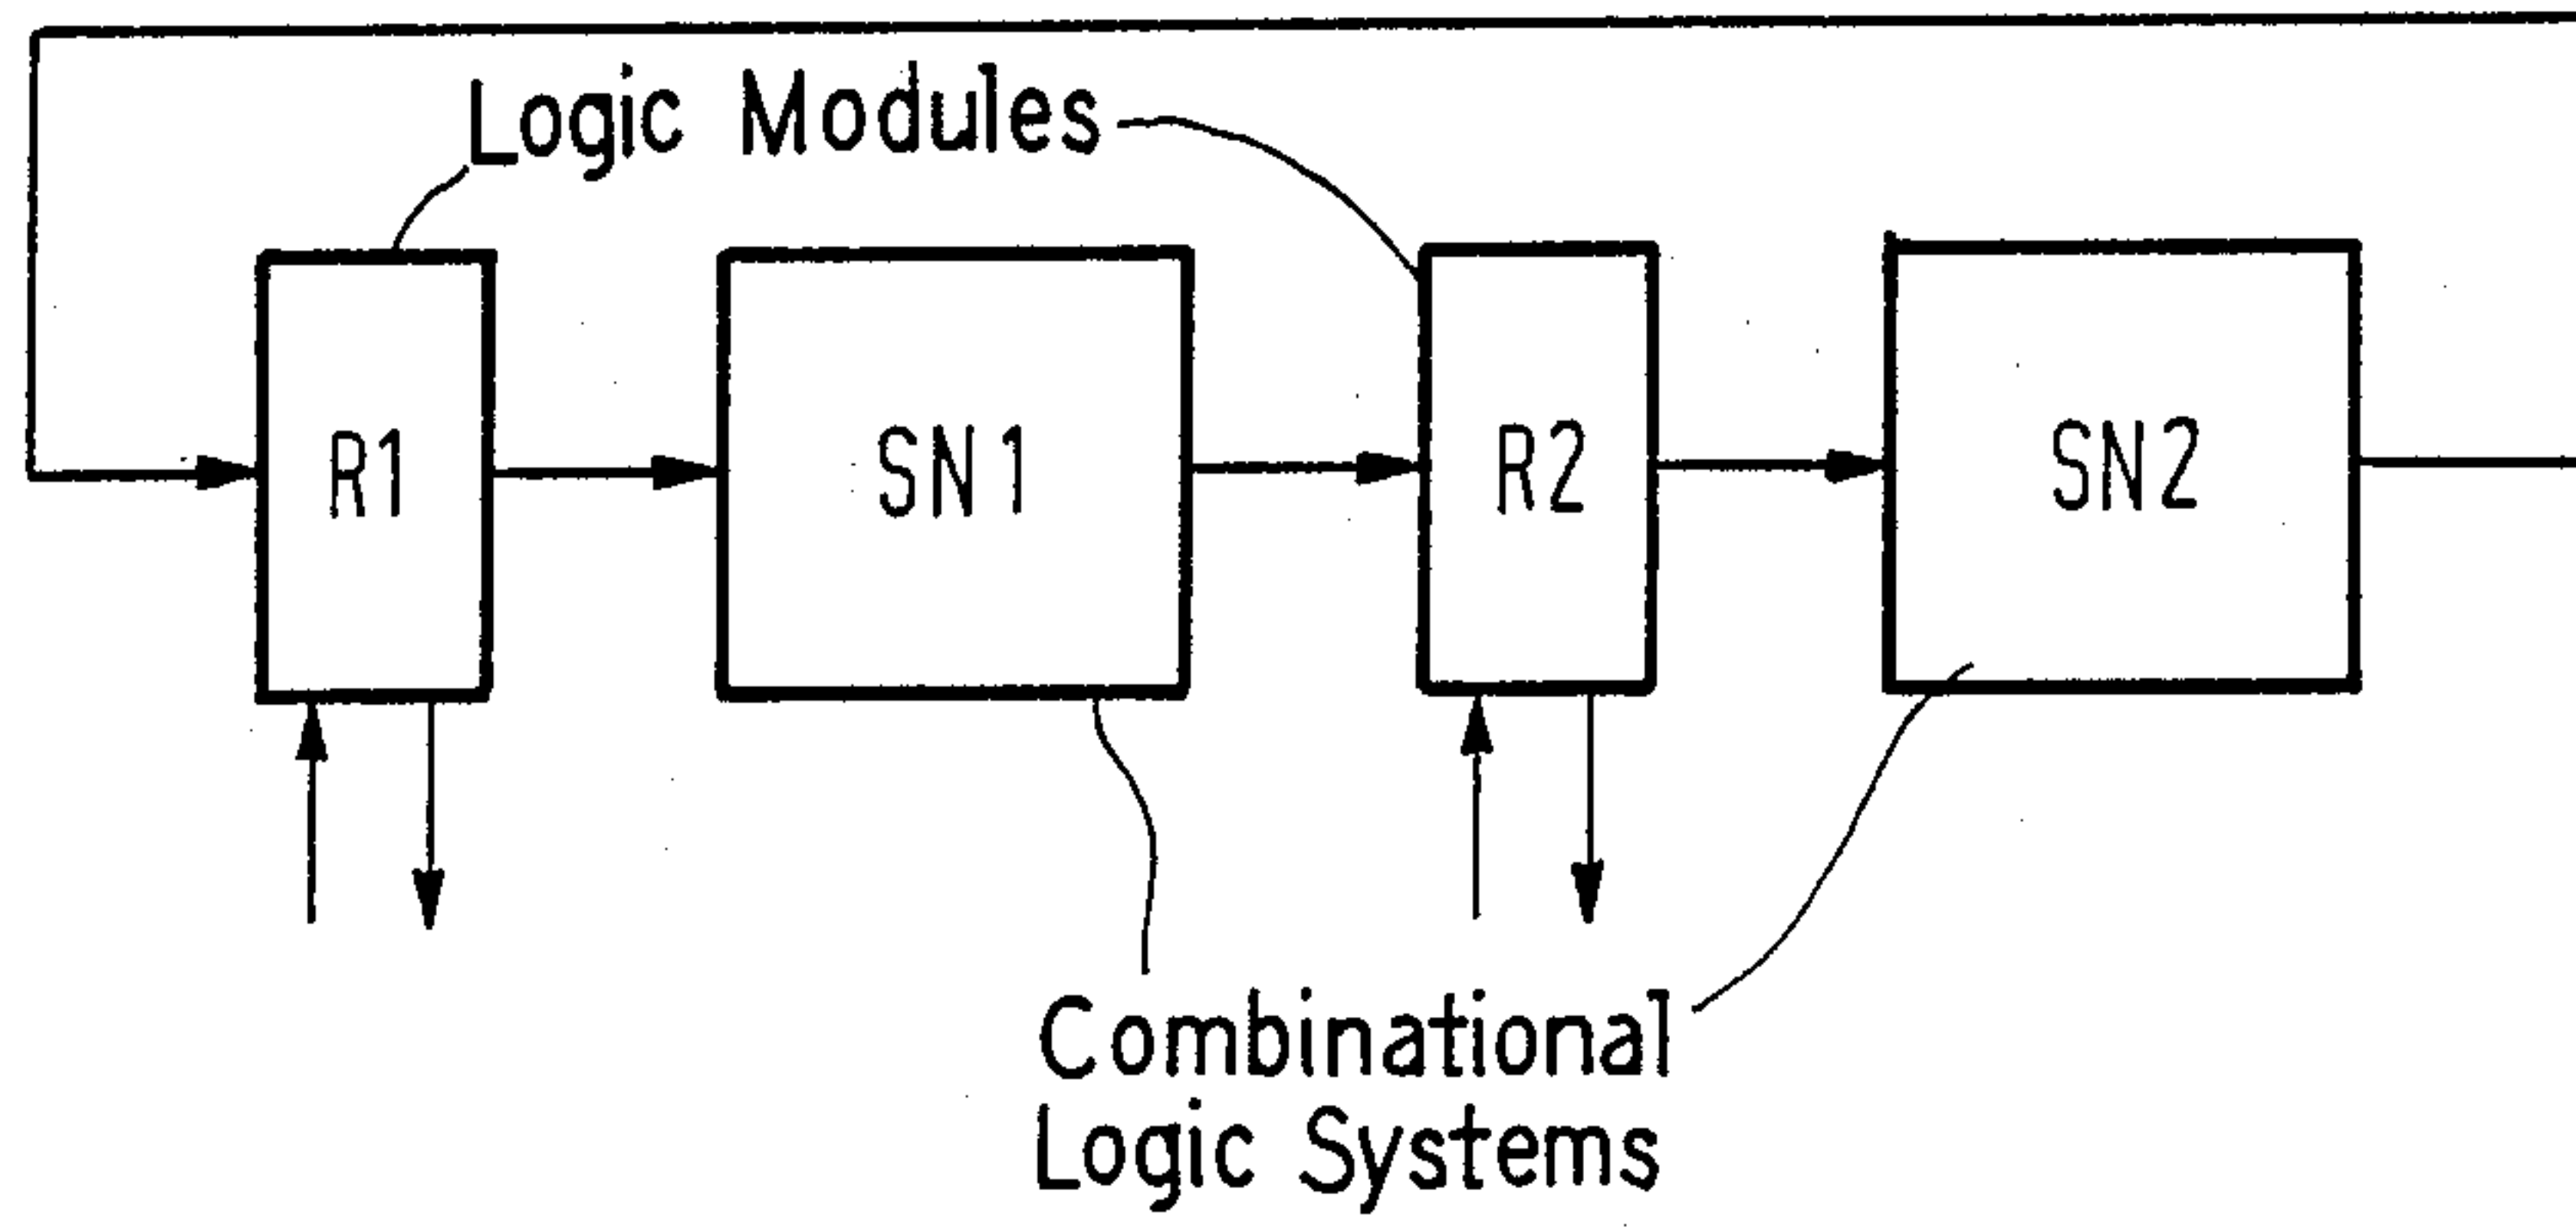 Logic Modules
R1
SN1
R2
SN2
Combinational
Logic Systems